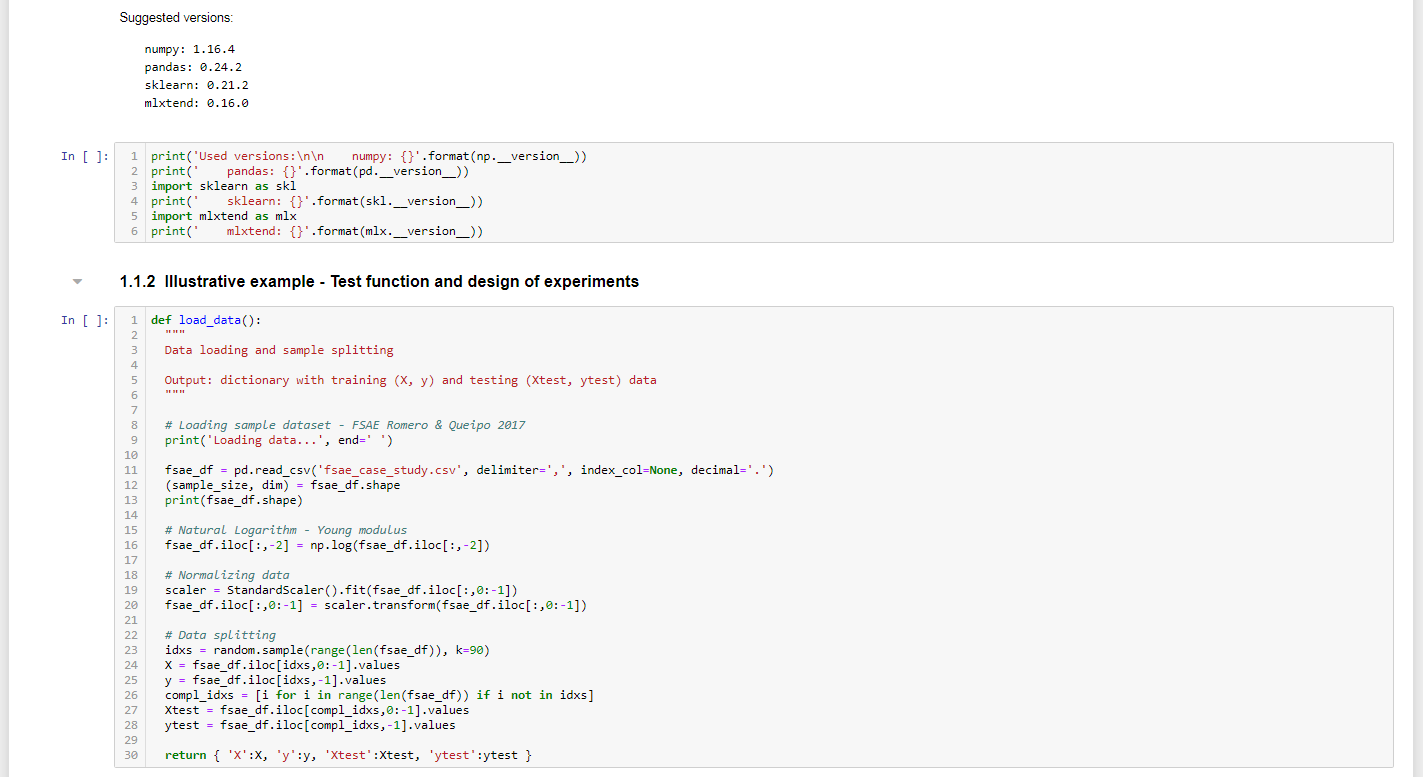 Suggested versions:
numpy: 1.16.4
pandas: 0.24.2
sklearn: 0.21.2
mlxtend: 0.16.0
In [ ]:
1 print('Used versions:\n\n    numpy: {}'.format(np.__version__))
2 print('    pandas: {}'.format(pd.__version__))
3 import sklearn as skl
4 print('    sklearn: {}'.format(skl.__version__))
5 import mlxtend as mlx
6 print('    mlxtend: {}'.format(mlx.__version__))
1.1.2 Illustrative example - Test function and design of experiments
In [ ]:
1 def load_data():
2   """
3   Data loading and sample splitting
4
5   Output: dictionary with training (X, y) and testing (Xtest, ytest) data
6   """
7
8   # Loading sample dataset - FSAE Romero & Queipo 2017
9   print('Loading data...', end=' ')
10
11   fsae_df = pd.read_csv('fsae_case_study.csv', delimiter=',', index_col=None, decimal='.')
12   (sample_size, dim) = fsae_df.shape
13   print(fsae_df.shape)
14
15   # Natural Logarithm - Young modulus
16   fsae_df.iloc[:,-2] = np.log(fsae_df.iloc[:,-2])
17
18   # Normalizing data
19   scaler = StandardScaler().fit(fsae_df.iloc[:,0:-1])
20   fsae_df.iloc[:,0:-1] = scaler.transform(fsae_df.iloc[:,0:-1])
21
22   # Data splitting
23   idxs = random.sample(range(len(fsae_df)), k=90)
24   X = fsae_df.iloc[idxs,0:-1].values
25   y = fsae_df.iloc[idxs,-1].values
26   compl_idxs = [i for i in range(len(fsae_df)) if i not in idxs]
27   Xtest = fsae_df.iloc[compl_idxs,0:-1].values
28   ytest = fsae_df.iloc[compl_idxs,-1].values
29
30   return { 'X':X, 'y':y, 'Xtest':Xtest, 'ytest':ytest }